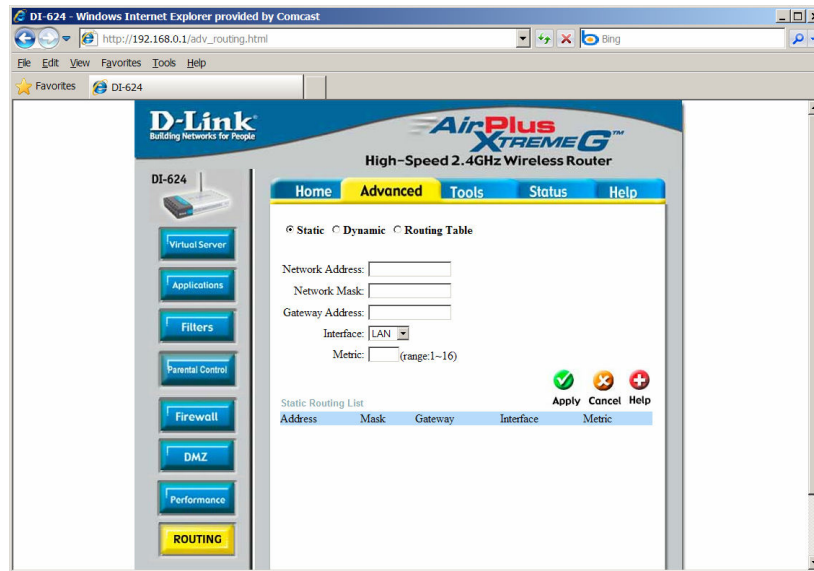 DI-624 - Windows Internet Explorer provided by Comcast
http://192.168.0.1/adv_routing.html
Bing
File Edit View Favorites Tools Help
Favorites
DI-624
D-Link
Building Networks for People
AirPlus
XTREME G™
High-Speed 2.4GHz Wireless Router
DI-624
Home Advanced Tools Status Help
Static Dynamic Routing Table
Virtual Server
Applications
Filters
Parental Control
Firewall
DMZ
Performance
ROUTING
Network Address:
Network Mask:
Gateway Address:
Interface: LAN
Metric: (range:1~16)
Apply Cancel Help
Static Routing List
Address Mask Gateway Interface Metric